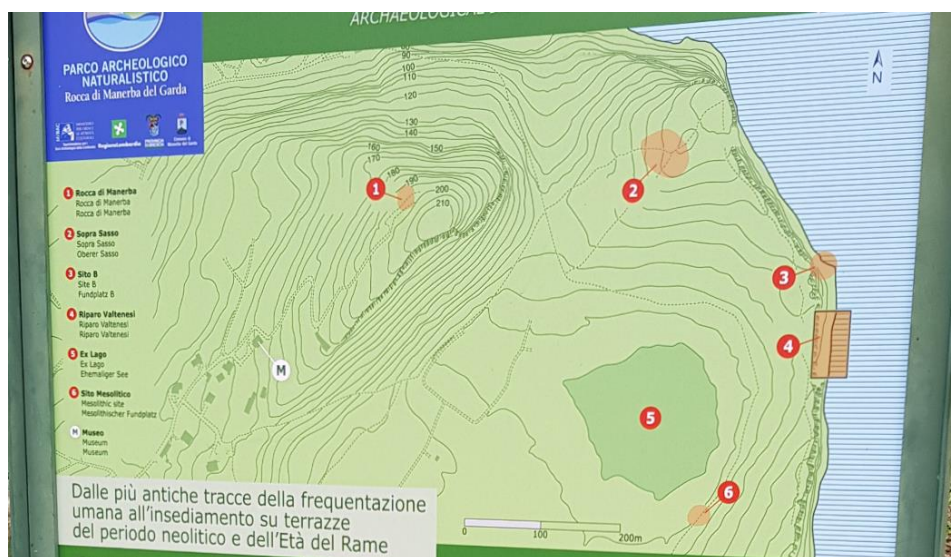 ARCHAEOLOGICAL
PARCO ARCHEOLOGICO
NATURALISTICO
Rocca di Manerba del Garda
RegioneLombardia
1 Rocca di Manerba
Rocca di Manerba
Rocca di Manerba
2 Sopra Sasso
Sopra Sasso
Oberer Sasso
3 Sito B
Site B
Fundplatz B
4 Riparo Valtenesi
Riparo Valtenesi
Riparo Valtenesi
5 Ex Lago
Ex Lago
Ehemaliger See
6 Sito Mesolitico
Mesolithic site
Mesolithischer Fundplatz
M Museo
Museum
Museum
80
90
100
110
120
130
140
150
160
170
180
190
200
210
1
2
3
4
5
6
M
N
0 100 200m
Dalle più antiche tracce della frequentazione
umana all'insediamento su terrazze
del periodo neolitico e dell'Età del Rame